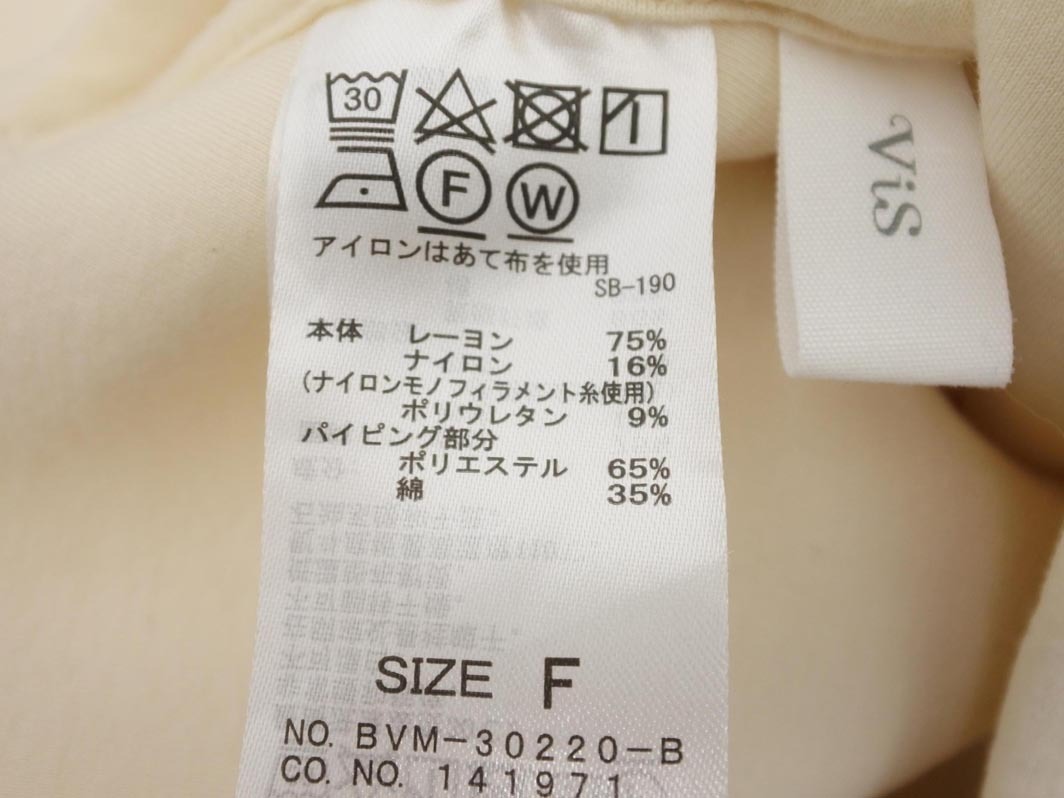 30
F W
アイロンはあて布を使用
SB-190
本体 レーヨン 75%
ナイロン 16%
(ナイロンモノフィラメント糸使用)
ポリウレタン 9%
パイピング部分
ポリエステル 65%
綿 35%
SIZE F
NO. BVM-30220-B
CO. NO. 141971
ViS